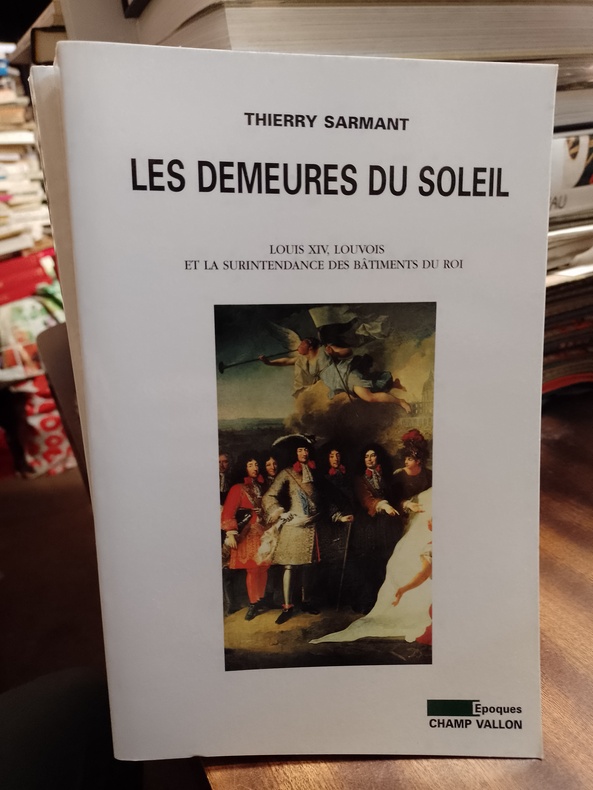 THIERRY SARMANT
LES DEMEURES DU SOLEIL
LOUIS XIV, LOUVOIS
ET LA SURINTENDANCE DES BÂTIMENTS DU ROI
Epoques
CHAMP VALLON